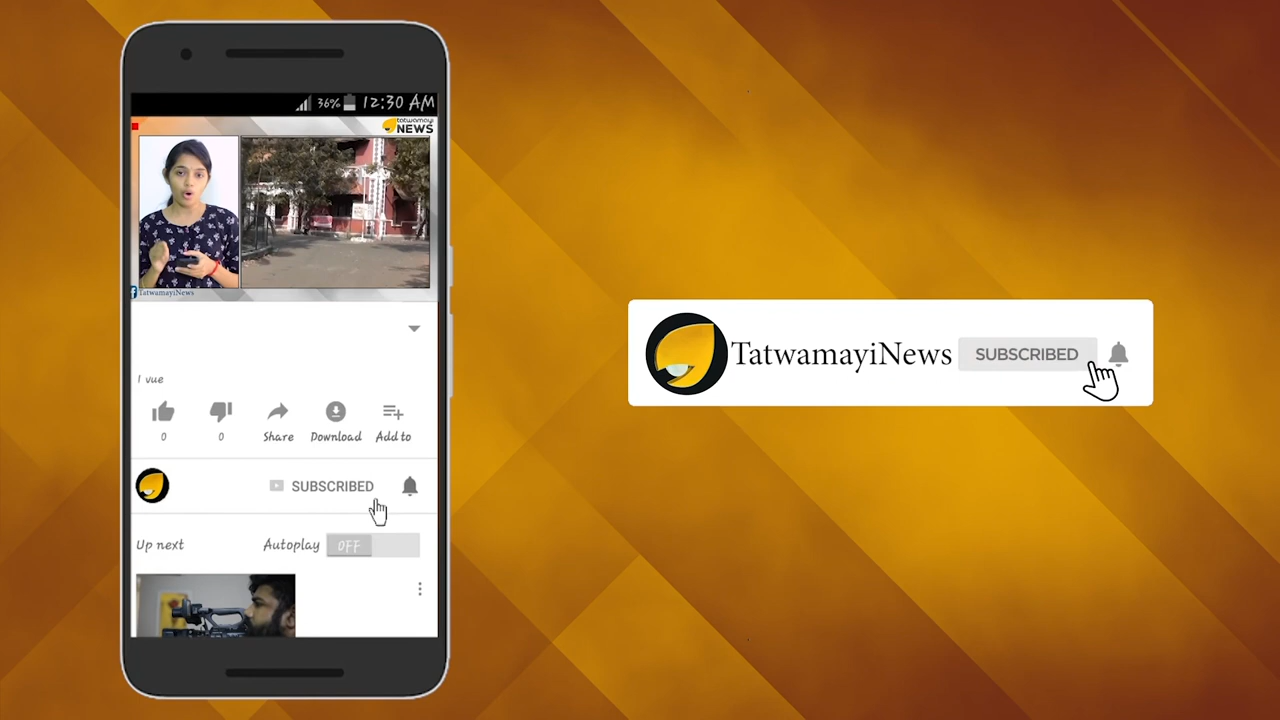 36% 12:30 AM
tatwamayi
NEWS
TatwamayiNews
1 vue
0 0 Share Download Add to
SUBSCRIBED
Up next Autoplay OFF
TatwamayiNews SUBSCRIBED